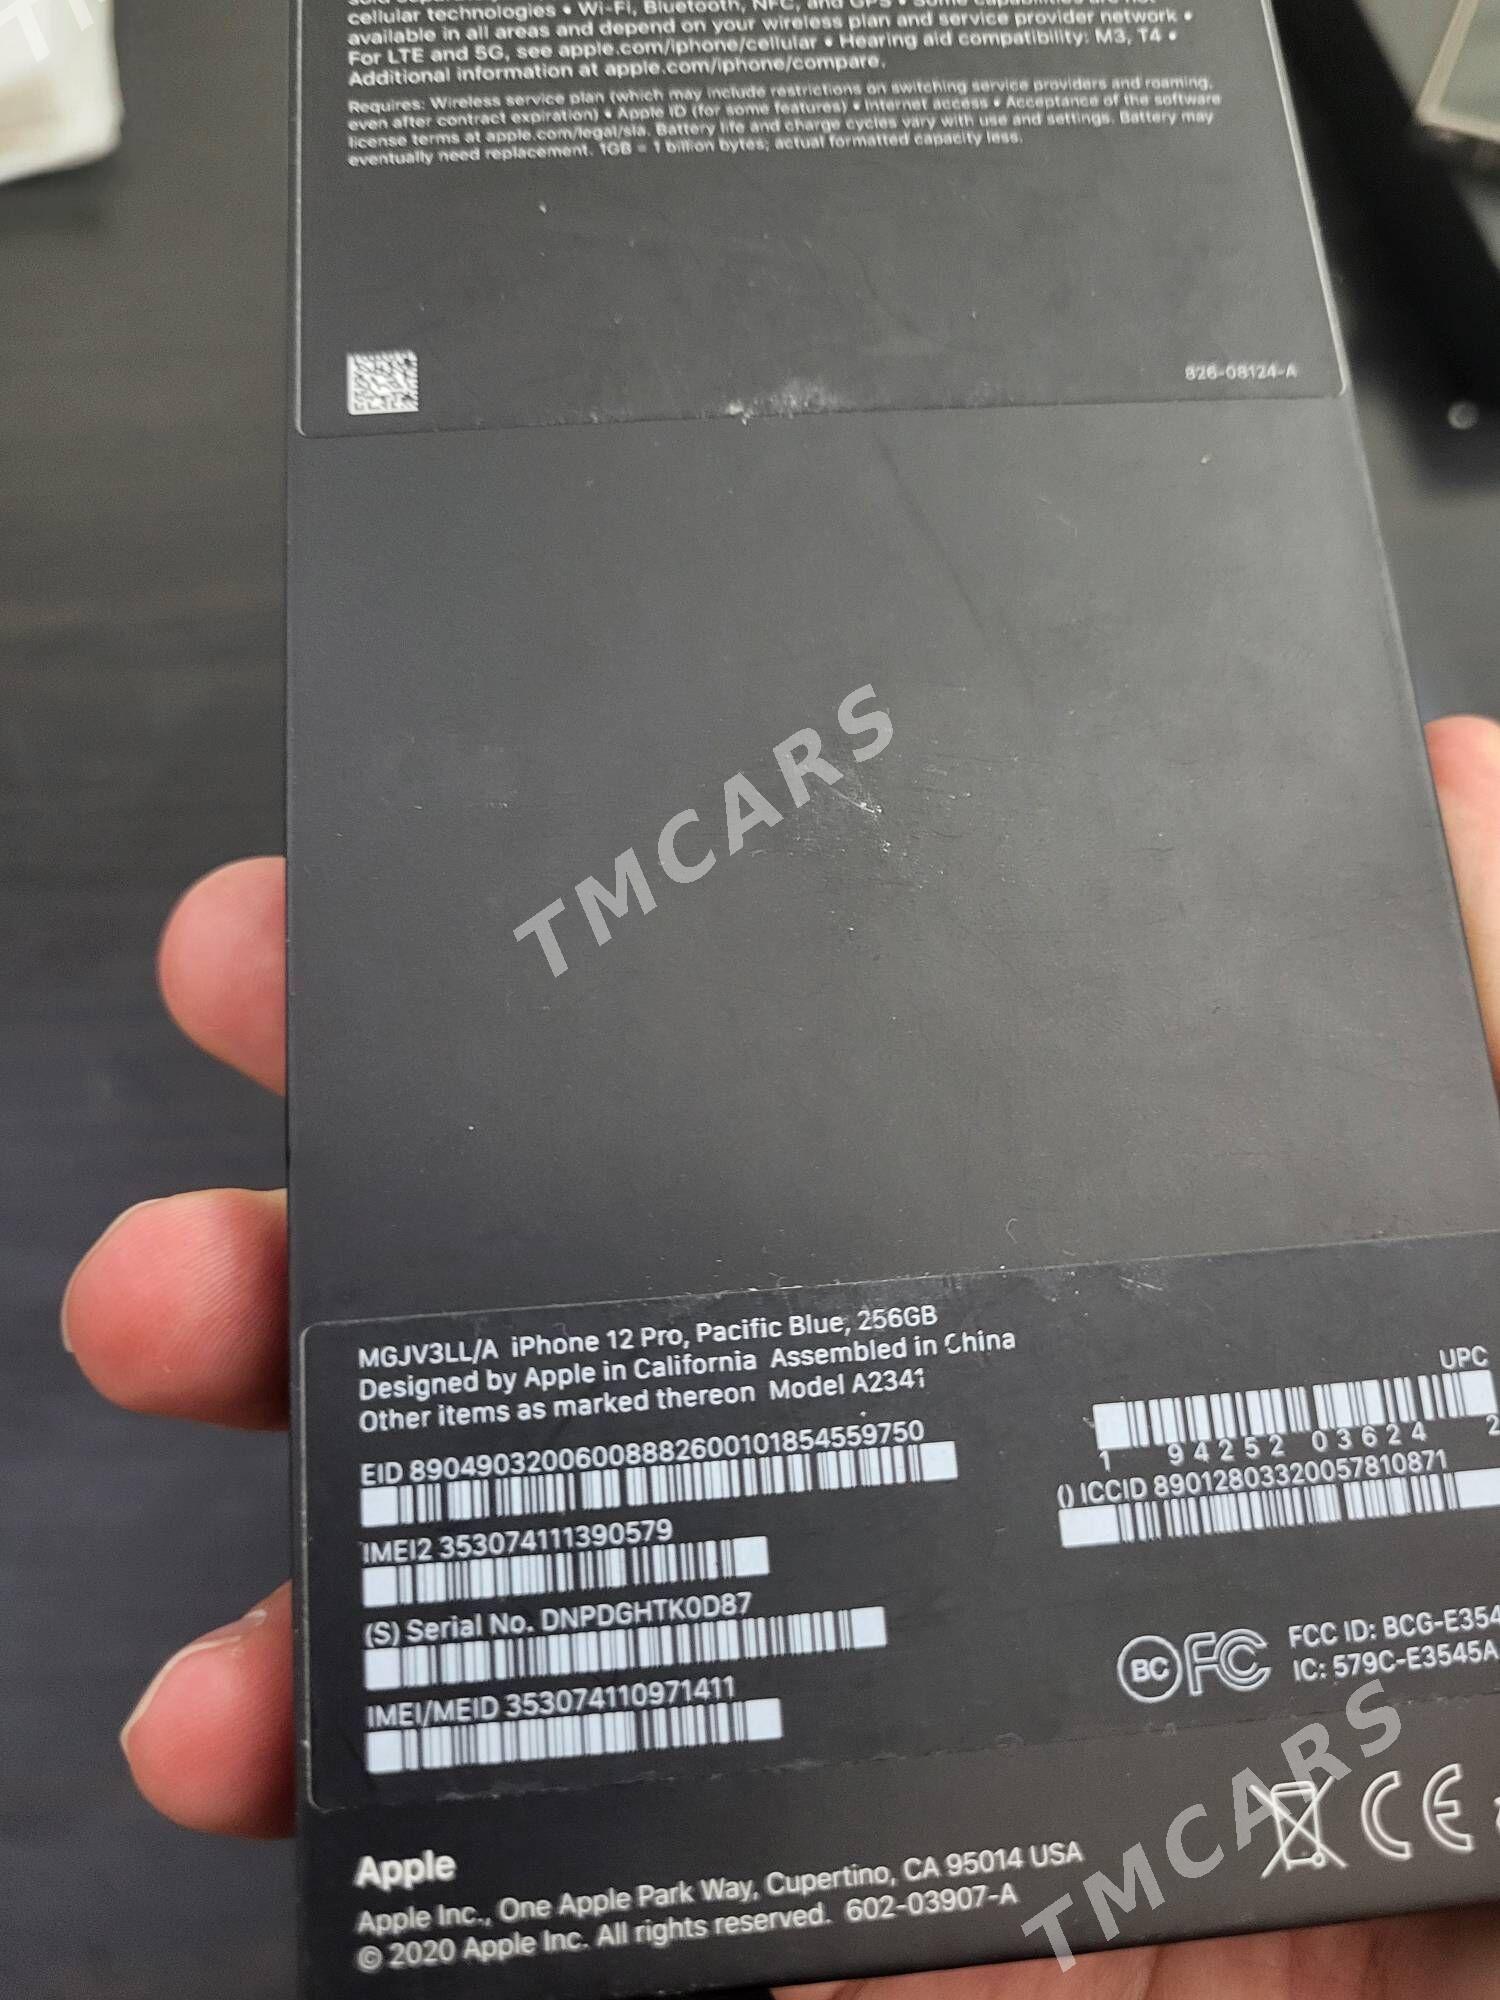 cellular technologies • Wi-Fi, Bluetooth, NFC, and GPS • Some capabilities are not
available in all areas and depend on your wireless plan and service provider network •
For LTE and 5G, see apple.com/iphone/cellular • Hearing aid compatibility: M3, T4 •
Additional information at apple.com/iphone/compare.
Requires: Wireless service plan (which may include restrictions on switching service providers and roaming,
even after contract expiration) • Apple ID (for some features) • Internet access • Acceptance of the software
license terms at apple.com/legal/sla. Battery life and charge cycles vary with use and settings. Battery may
eventually need replacement. 1GB = 1 billion bytes; actual formatted capacity less.
826-08124-A
TMCARS
MGJV3LL/A iPhone 12 Pro, Pacific Blue, 256GB
Designed by Apple in California Assembled in China
Other items as marked thereon Model A2341
UPC
1 94252 03624 2
EID 89049032006008882600101854559750
() ICCID 89012803320057810871
IMEI2 353074111390579
(S) Serial No. DNPDGHTK0D87
IMEI/MEID 353074110971411
BC FC
FCC ID: BCG-E354
IC: 579C-E3545A
CE
TMCARS
Apple
Apple Inc., One Apple Park Way, Cupertino, CA 95014 USA
© 2020 Apple Inc. All rights reserved. 602-03907-A